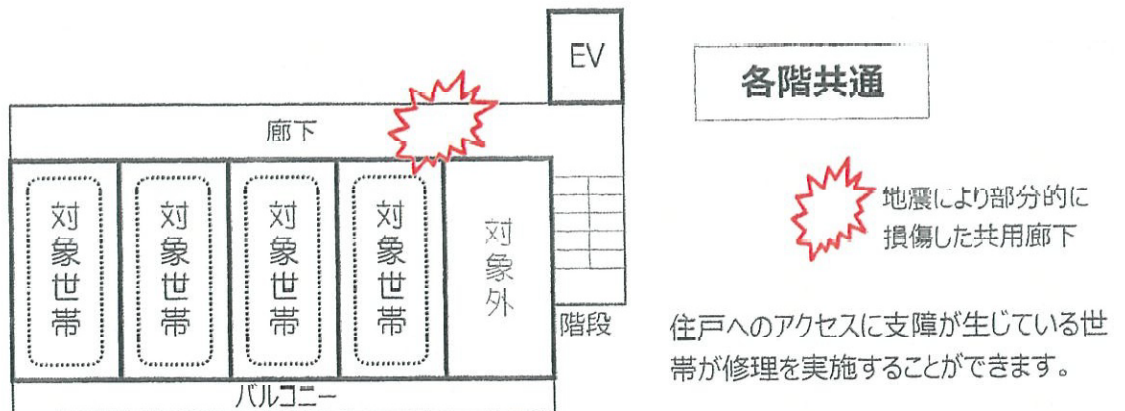 EV
各階共通
廊下
地震により部分的に
損傷した共用廊下
対象世帯
対象世帯
対象世帯
対象世帯
対象外
階段
住戸へのアクセスに支障が生じている世
帯が修理を実施することができます。
バルコニー